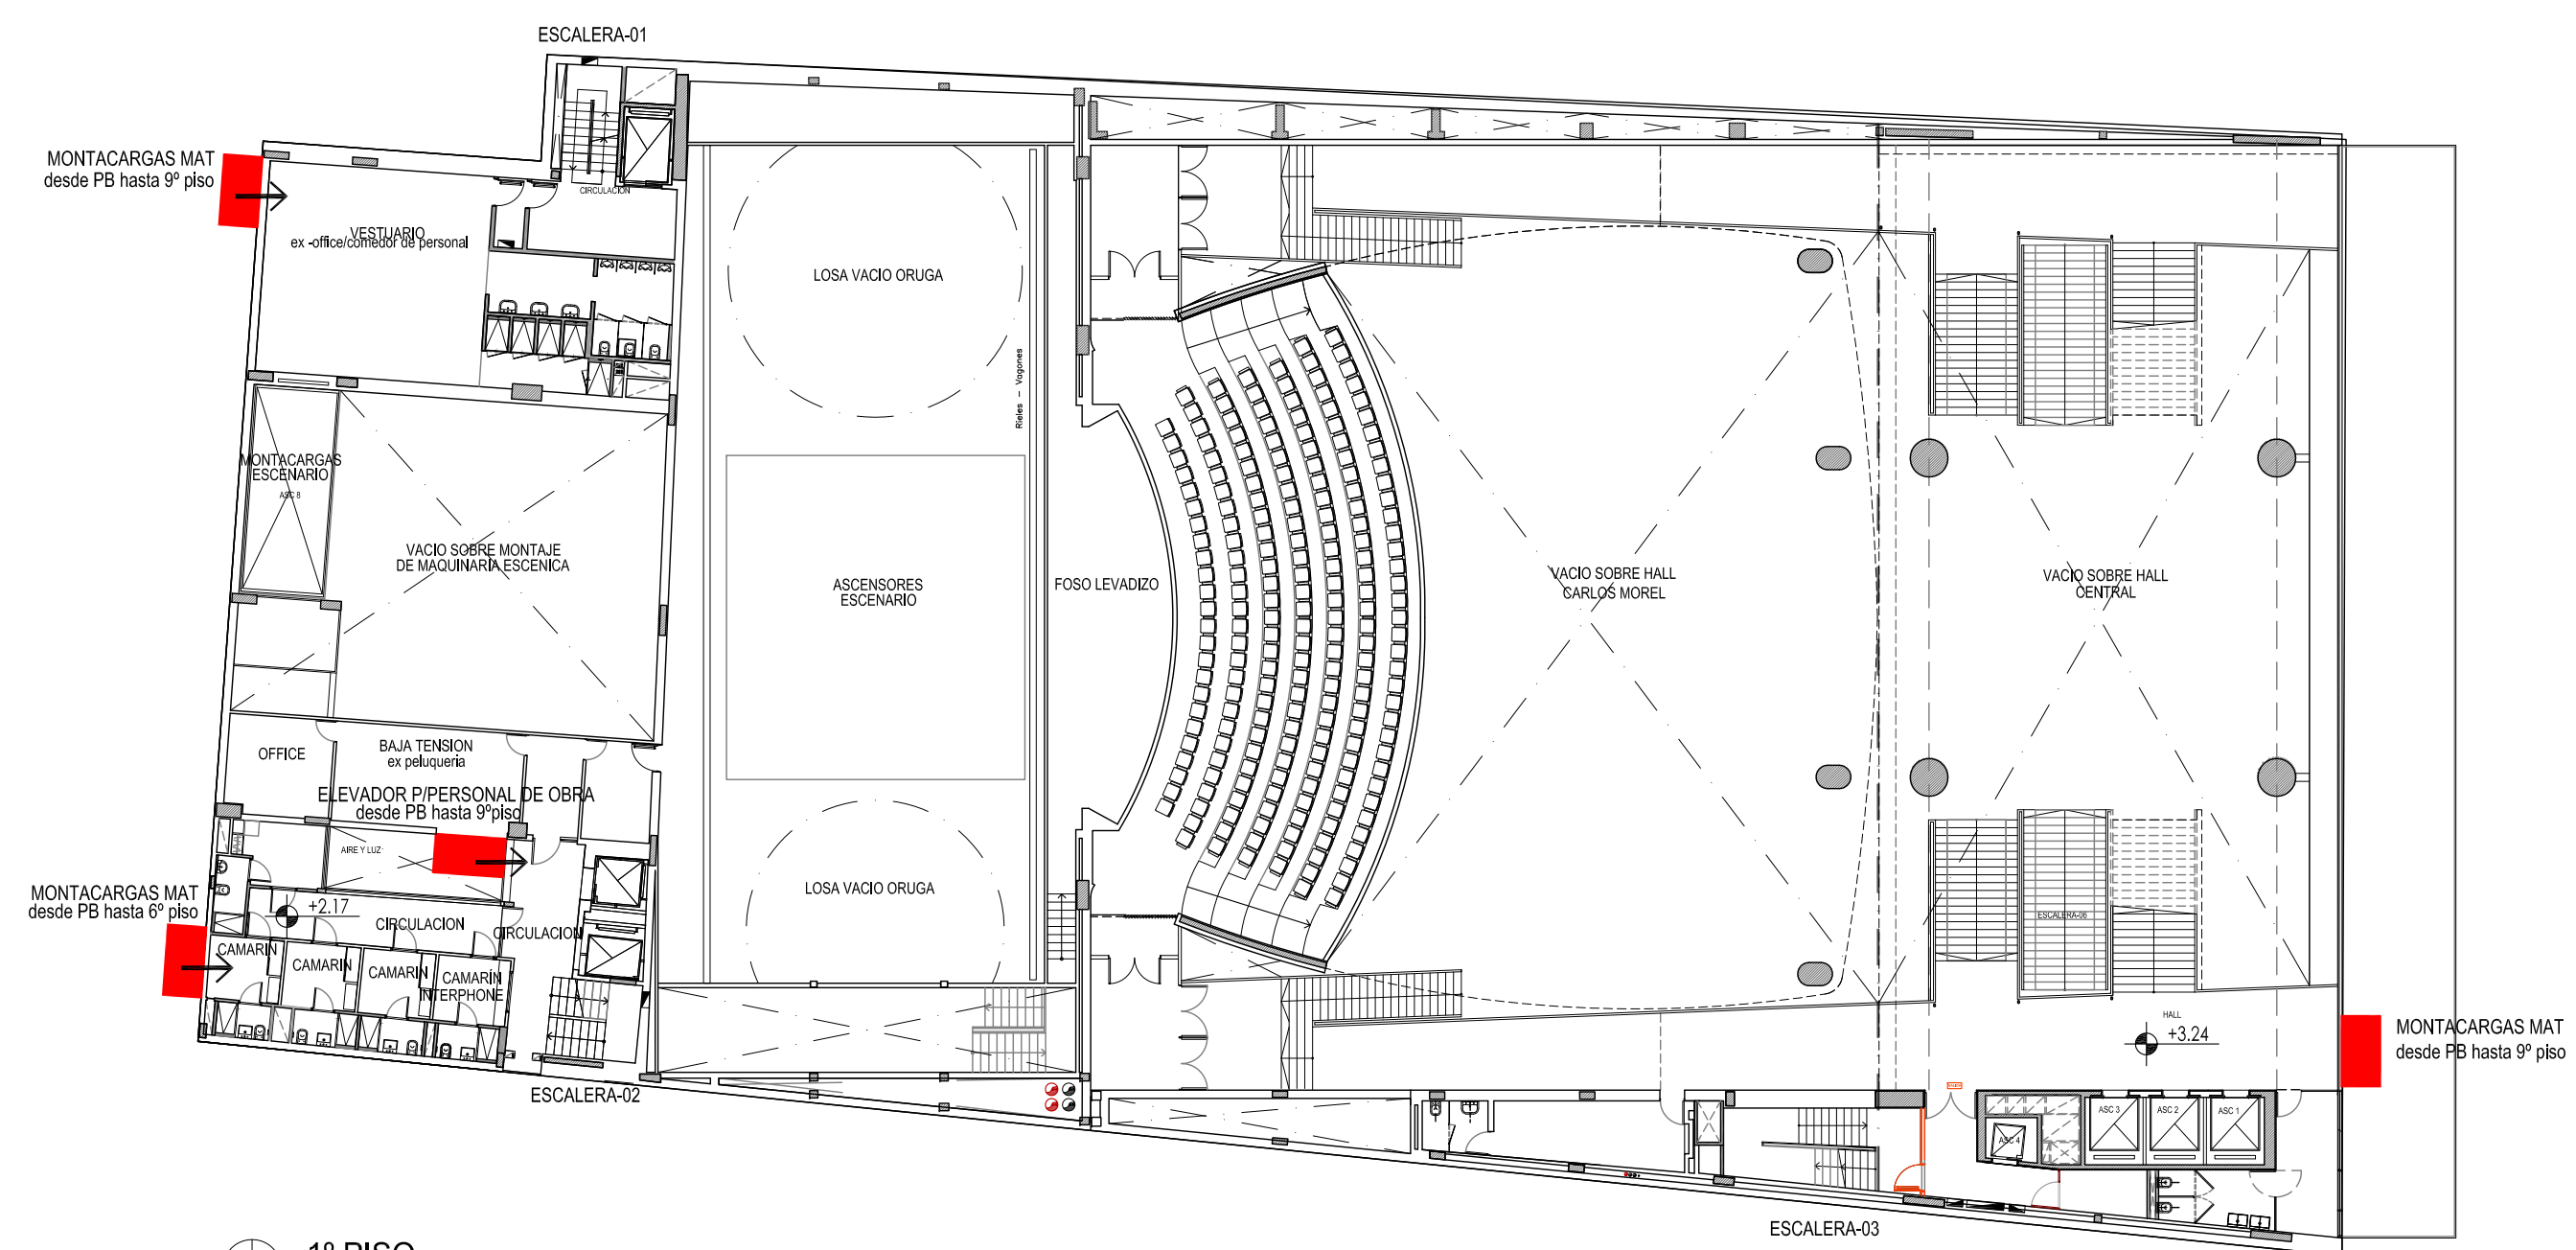 ESCALERA-01
MONTACARGAS MAT
desde PB hasta 9º piso
CIRCULACION
VESTUARIO
ex -office/comedor de personal
LOSA VACIO ORUGA
Rieles - Vagones
MONTACARGAS
ESCENARIO
ASC 8
VACIO SOBRE MONTAJE
DE MAQUINARIA ESCENICA
ASCENSORES
ESCENARIO
FOSO LEVADIZO
VACIO SOBRE HALL
CARLOS MOREL
VACIO SOBRE HALL
CENTRAL
OFFICE
BAJA TENSION
ex peluqueria
ELEVADOR P/PERSONAL DE OBRA
desde PB hasta 9ºpiso
AIRE Y LUZ
LOSA VACIO ORUGA
MONTACARGAS MAT
desde PB hasta 6º piso
+2.17
CIRCULACION
CIRCULACION
CAMARIN
CAMARIN
CAMARIN
CAMARÍN
INTERPHONE
ESCALERA-06
HALL
+3.24
MONTACARGAS MAT
desde PB hasta 9º piso
ESCALERA-02
ASC 3
ASC 2
ASC 1
ASC 4
ESCALERA-03
1º PISO